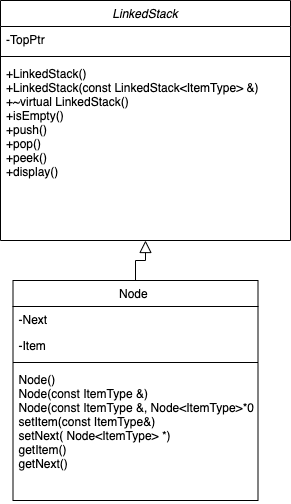 LinkedStack
-TopPtr
+LinkedStack()
+LinkedStack(const LinkedStack<ItemType> &)
+~virtual LinkedStack()
+isEmpty()
+push()
+pop()
+peek()
+display()
Node
-Next
-Item
Node()
Node(const ItemType &)
Node(const ItemType &, Node<ItemType>*0
setItem(const ItemType&)
setNext( Node<ItemType> *)
getItem()
getNext()